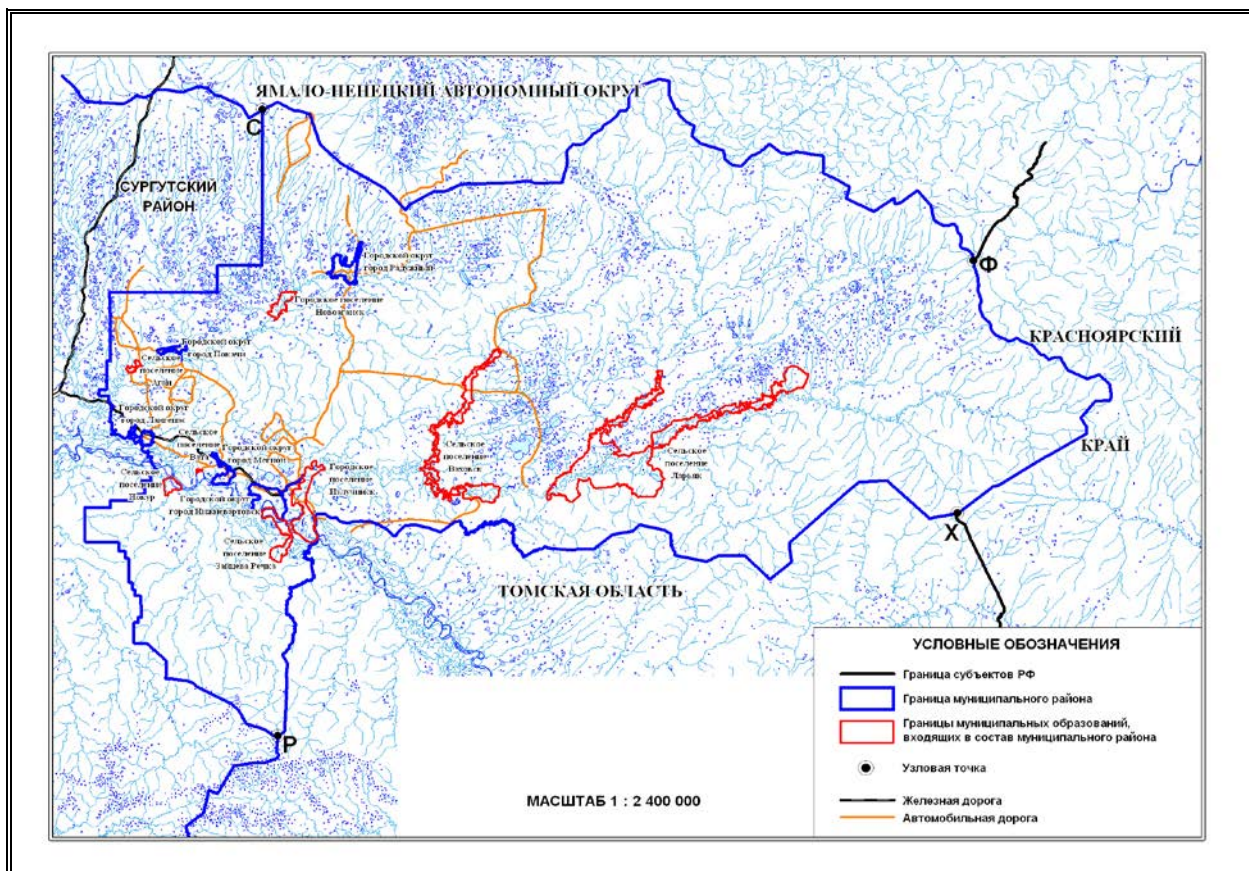 ЯМАЛО-НЕНЕЦКИЙ АВТОНОМНЫЙ ОКРУГ
С
СУРГУТСКИЙ
РАЙОН
Городской округ
город Радужный
Ф
Городское поселение
Новоаганск
КРАСНОЯРСКИЙ
КРАЙ
Городской округ
город Покачи
Сельское
поселение
Аган
Городской округ
город Лангепас
Сельское
поселение
Вата
Городской округ
город Мегион
Сельское
поселение
Покур
Городской округ
город Нижневартовск
Городское
поселение
Излучинск
Сельское
поселение
Ваховск
Сельское
поселение
Ларьяк
Сельское
поселение
Зайцева Речка
Х
ТОМСКАЯ ОБЛАСТЬ
Р
МАСШТАБ 1 : 2 400 000
УСЛОВНЫЕ ОБОЗНАЧЕНИЯ
Граница субъектов РФ
Граница муниципального района
Границы муниципальных образований,
входящих в состав муниципального района
Узловая точка
Железная дорога
Автомобильная дорога